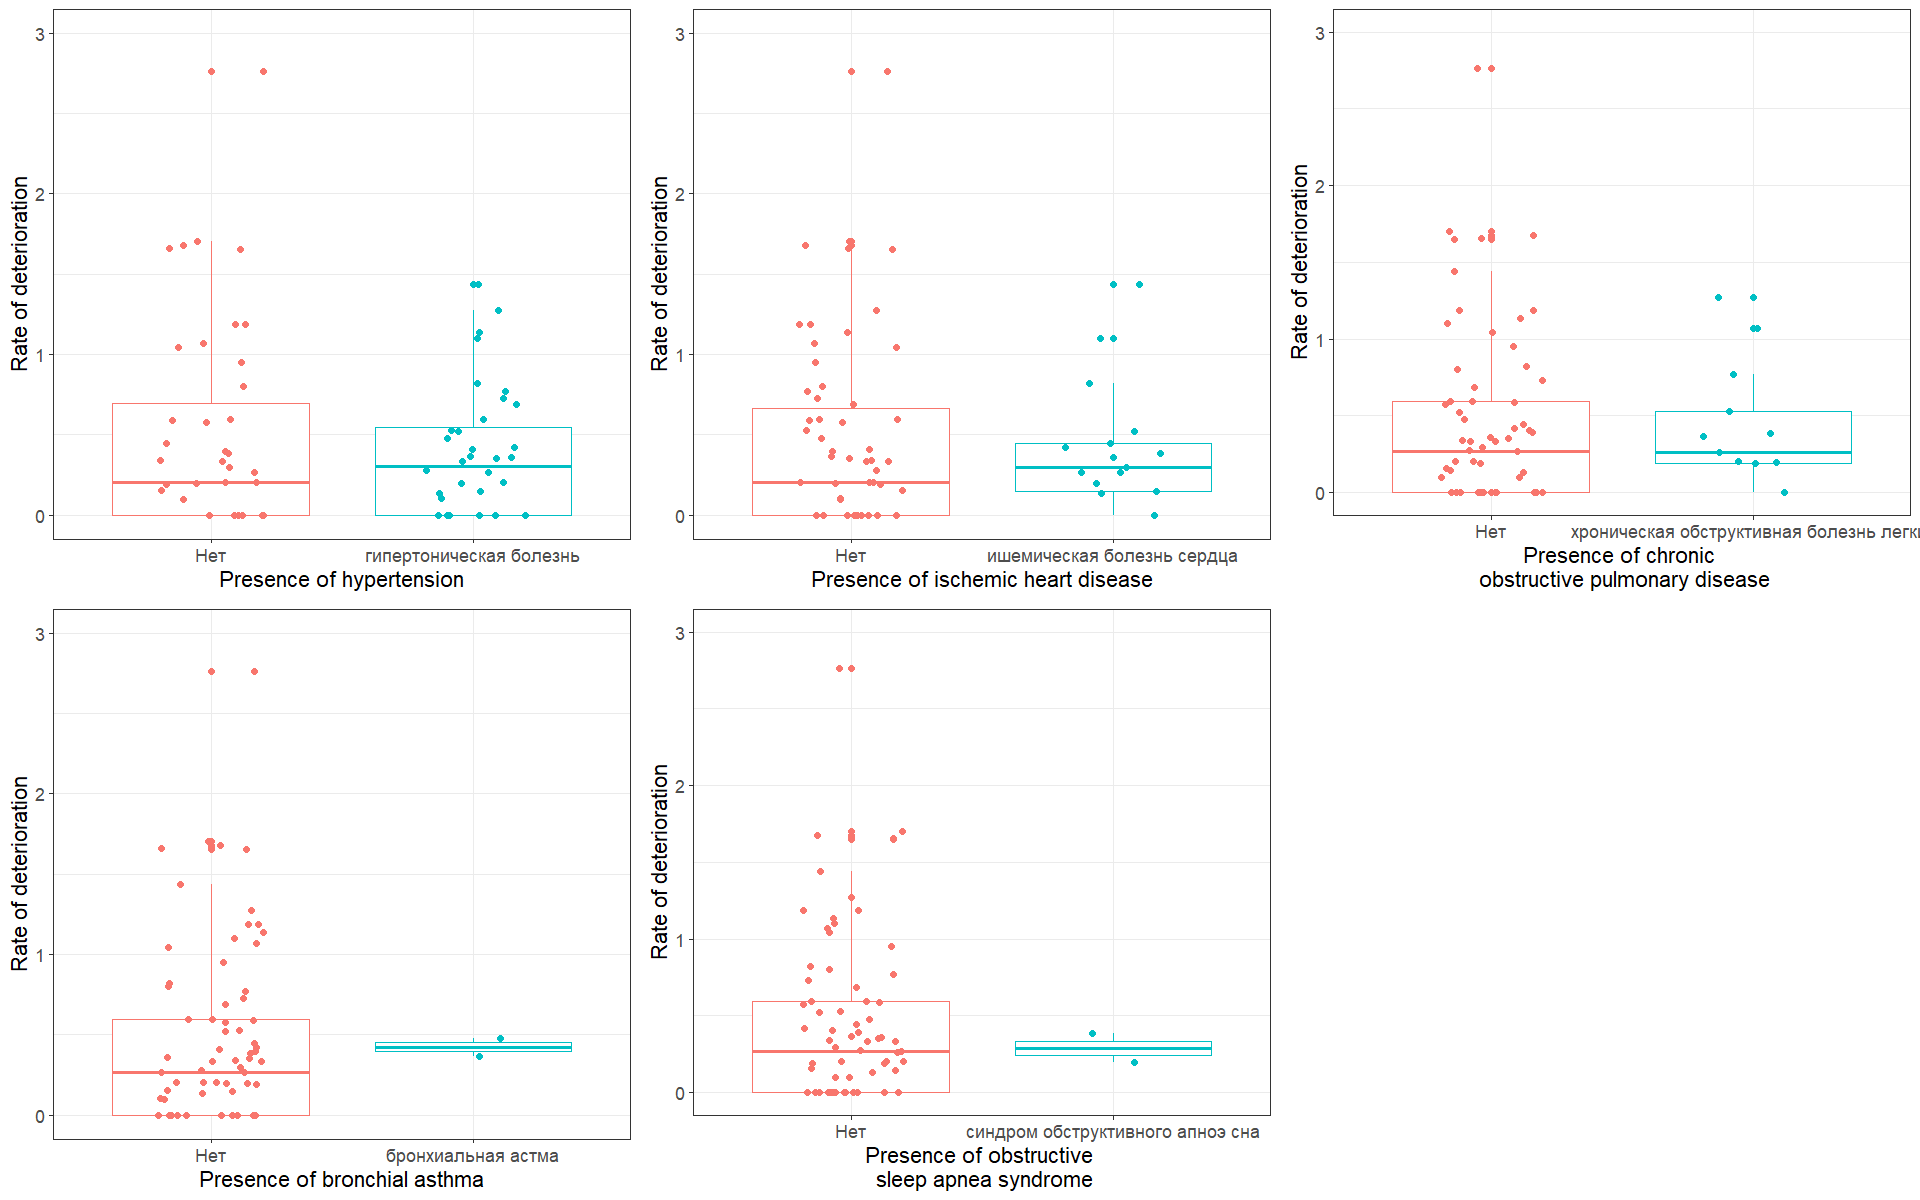 3
2
1
0
Rate of deterioration
Нет
гипертоническая болезнь
Presence of hypertension
3
2
1
0
Rate of deterioration
Нет
ишемическая болезнь сердца
Presence of ischemic heart disease
3
2
1
0
Rate of deterioration
Нет
хроническая обструктивная болезнь легки
Presence of chronic
obstructive pulmonary disease
3
2
1
0
Rate of deterioration
Нет
бронхиальная астма
Presence of bronchial asthma
3
2
1
0
Rate of deterioration
Нет
синдром обструктивного апноэ сна
Presence of obstructive
sleep apnea syndrome